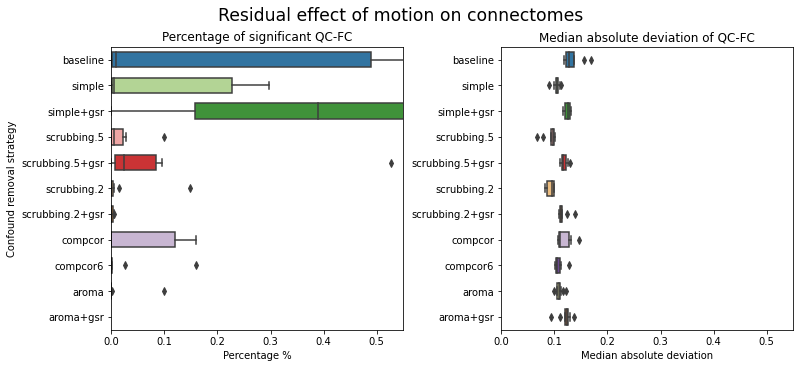 Residual effect of motion on connectomes
Percentage of significant QC-FC
Confound removal strategy
baseline
simple
simple+gsr
scrubbing.5
scrubbing.5+gsr
scrubbing.2
scrubbing.2+gsr
compcor
compcor6
aroma
aroma+gsr
0.0 0.1 0.2 0.3 0.4 0.5
Percentage %
Median absolute deviation of QC-FC
baseline
simple
simple+gsr
scrubbing.5
scrubbing.5+gsr
scrubbing.2
scrubbing.2+gsr
compcor
compcor6
aroma
aroma+gsr
0.0 0.1 0.2 0.3 0.4 0.5
Median absolute deviation